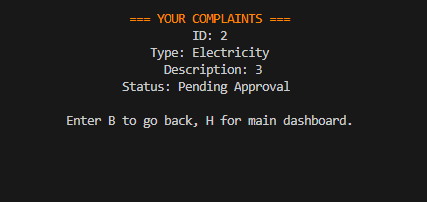 === YOUR COMPLAINTS ===
ID: 2
Type: Electricity
Description: 3
Status: Pending Approval
Enter B to go back, H for main dashboard.